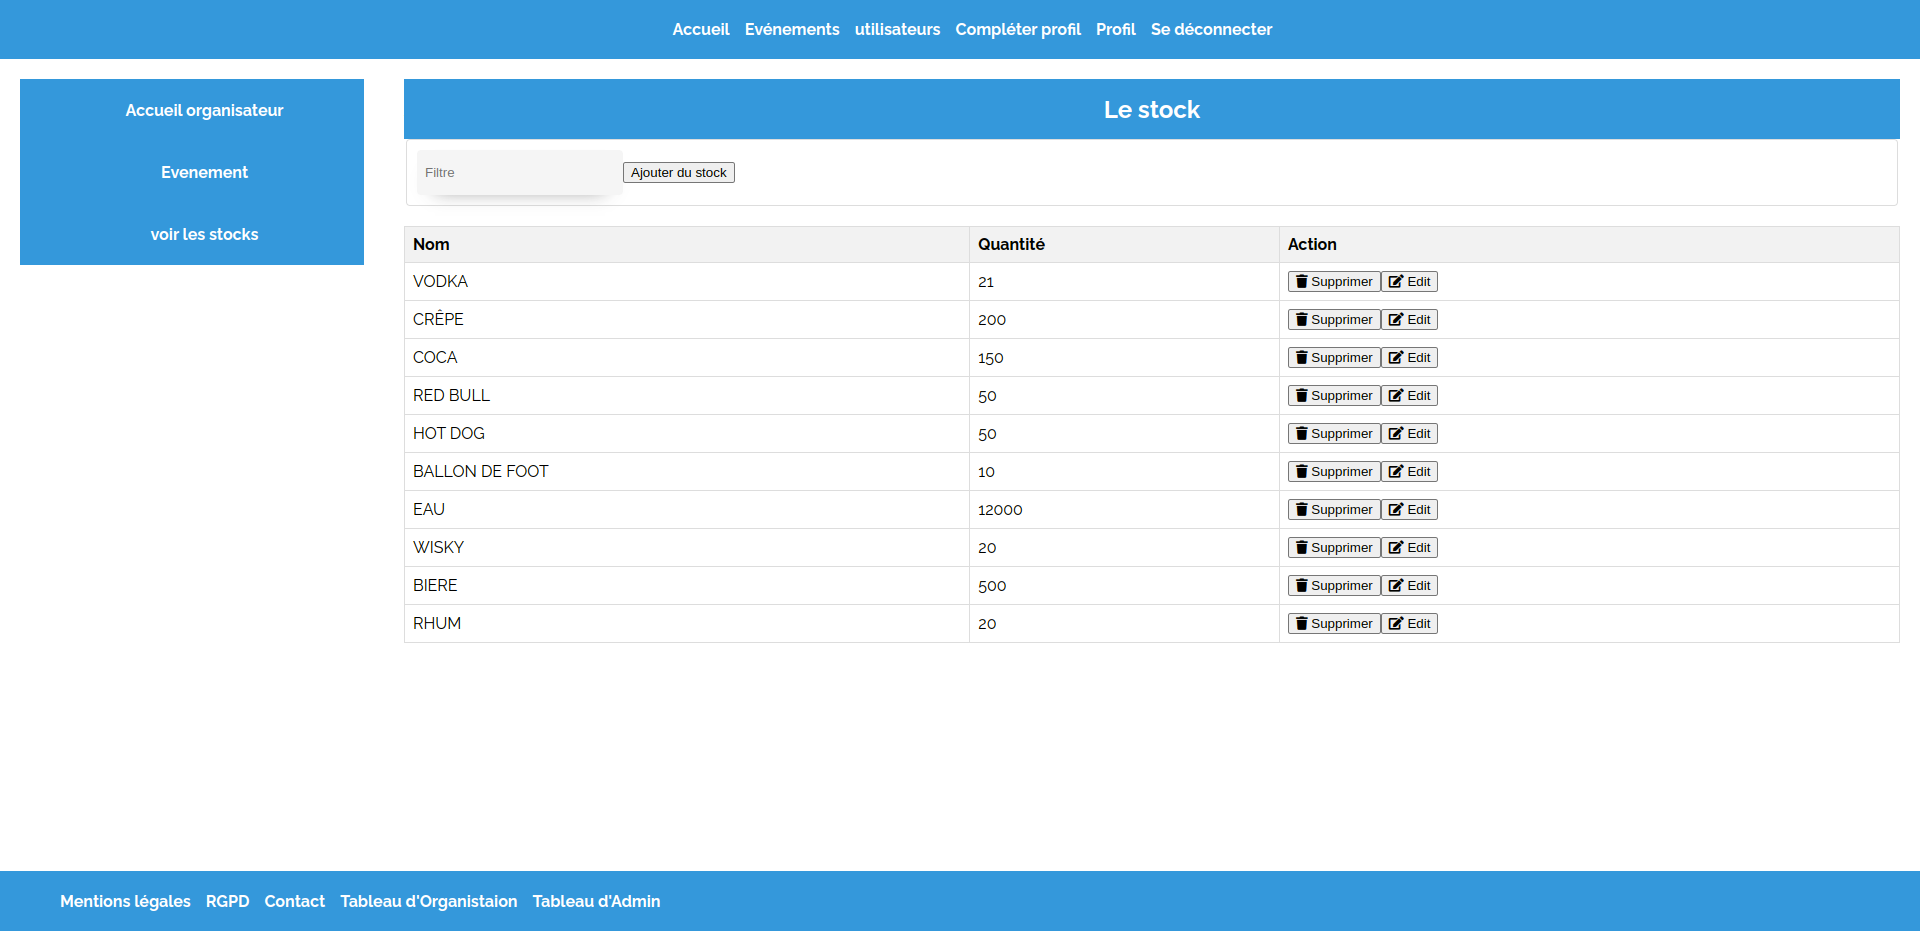 Accueil Evénements utilisateurs Compléter profil Profil Se déconnecter
Accueil organisateur
Evenement
voir les stocks
Le stock
Filtre Ajouter du stock
Nom Quantité Action
VODKA 21 Supprimer Edit
CRÊPE 200 Supprimer Edit
COCA 150 Supprimer Edit
RED BULL 50 Supprimer Edit
HOT DOG 50 Supprimer Edit
BALLON DE FOOT 10 Supprimer Edit
EAU 12000 Supprimer Edit
WISKY 20 Supprimer Edit
BIERE 500 Supprimer Edit
RHUM 20 Supprimer Edit
Mentions légales RGPD Contact Tableau d'Organistaion Tableau d'Admin